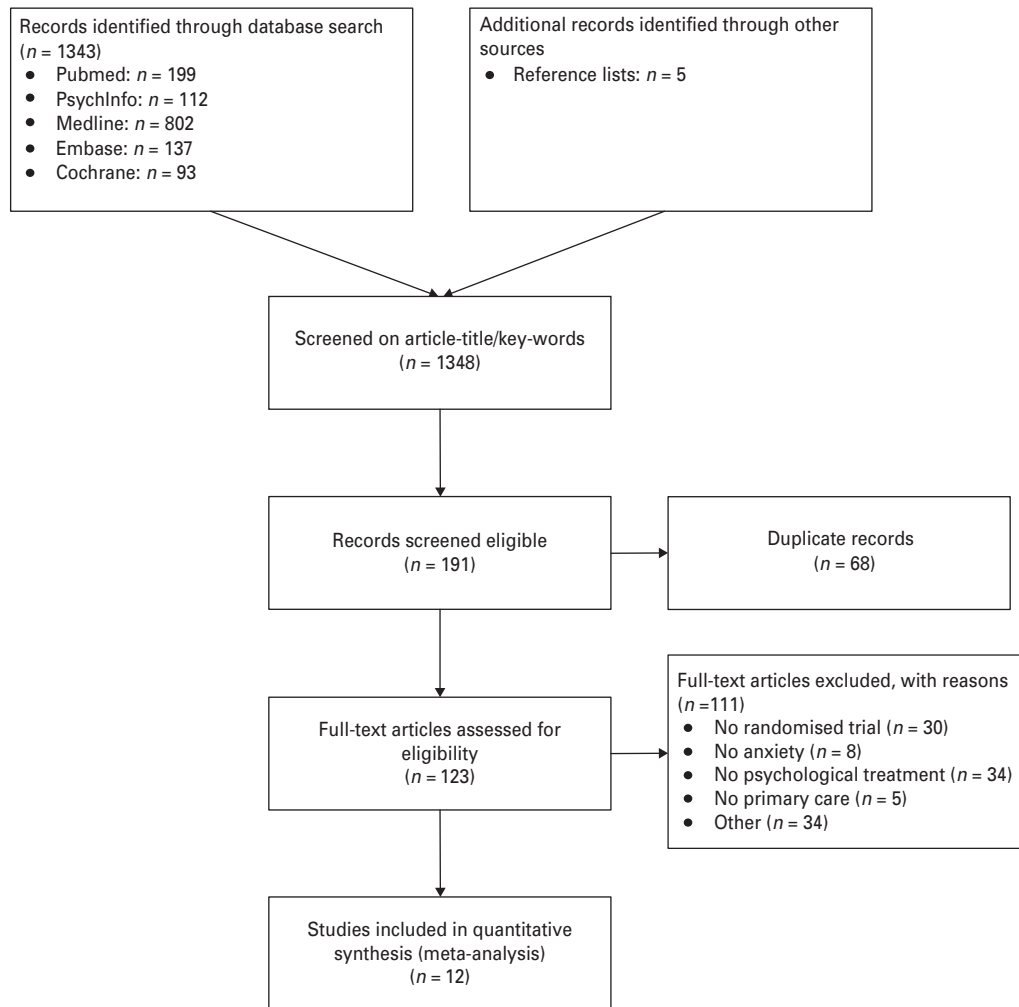 Records identified through database search
(n = 1343)
• Pubmed: n = 199
• PsychInfo: n = 112
• Medline: n = 802
• Embase: n = 137
• Cochrane: n = 93
Additional records identified through other
sources
• Reference lists: n = 5
Screened on article-title/key-words
(n = 1348)
Records screened eligible
(n = 191)
Duplicate records
(n = 68)
Full-text articles assessed for
eligibility
(n = 123)
Full-text articles excluded, with reasons
(n =111)
• No randomised trial (n = 30)
• No anxiety (n = 8)
• No psychological treatment (n = 34)
• No primary care (n = 5)
• Other (n = 34)
Studies included in quantitative
synthesis (meta-analysis)
(n = 12)